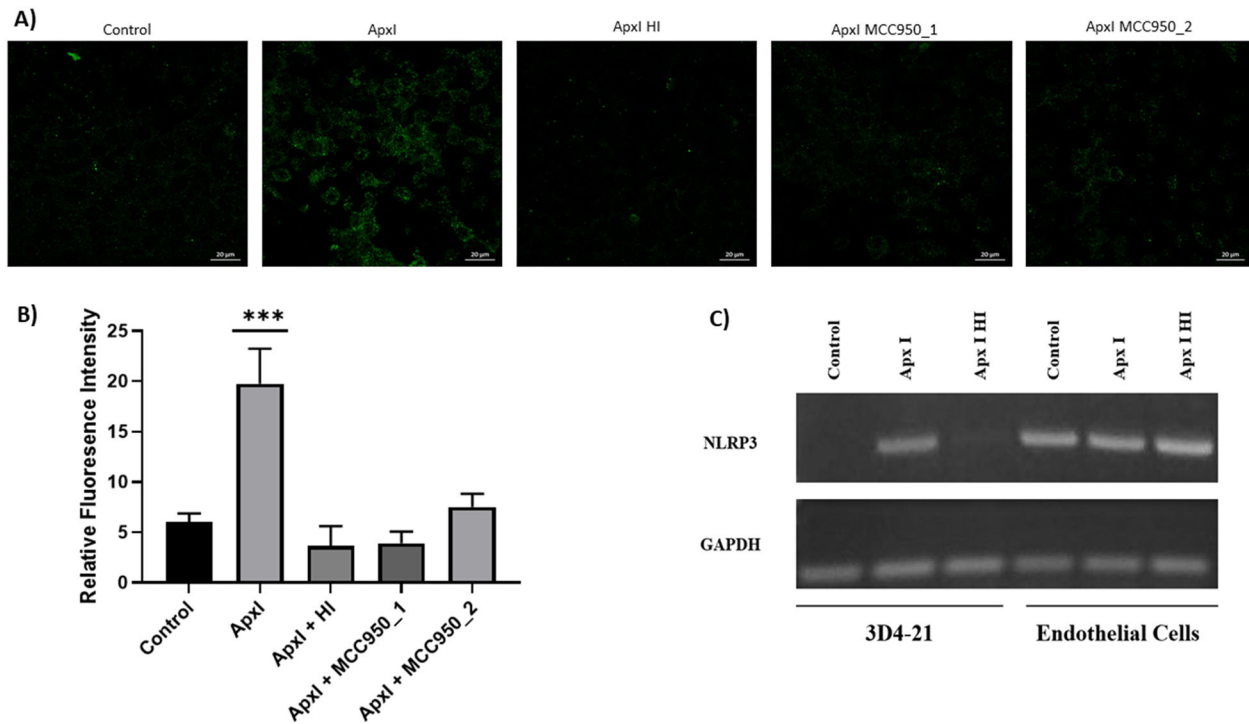 A)
Control
ApxI
ApxI HI
ApxI MCC950_1
ApxI MCC950_2
20 µm
20 µm
20 µm
20 µm
20 µm
B)
Relative Fluoresence Intensity
25
20
15
10
5
0
***
Control
ApxI
ApxI + HI
ApxI + MCC950_1
ApxI + MCC950_2
C)
Control
Apx I
Apx I HI
Control
Apx I
Apx I HI
NLRP3
GAPDH
3D4-21
Endothelial Cells